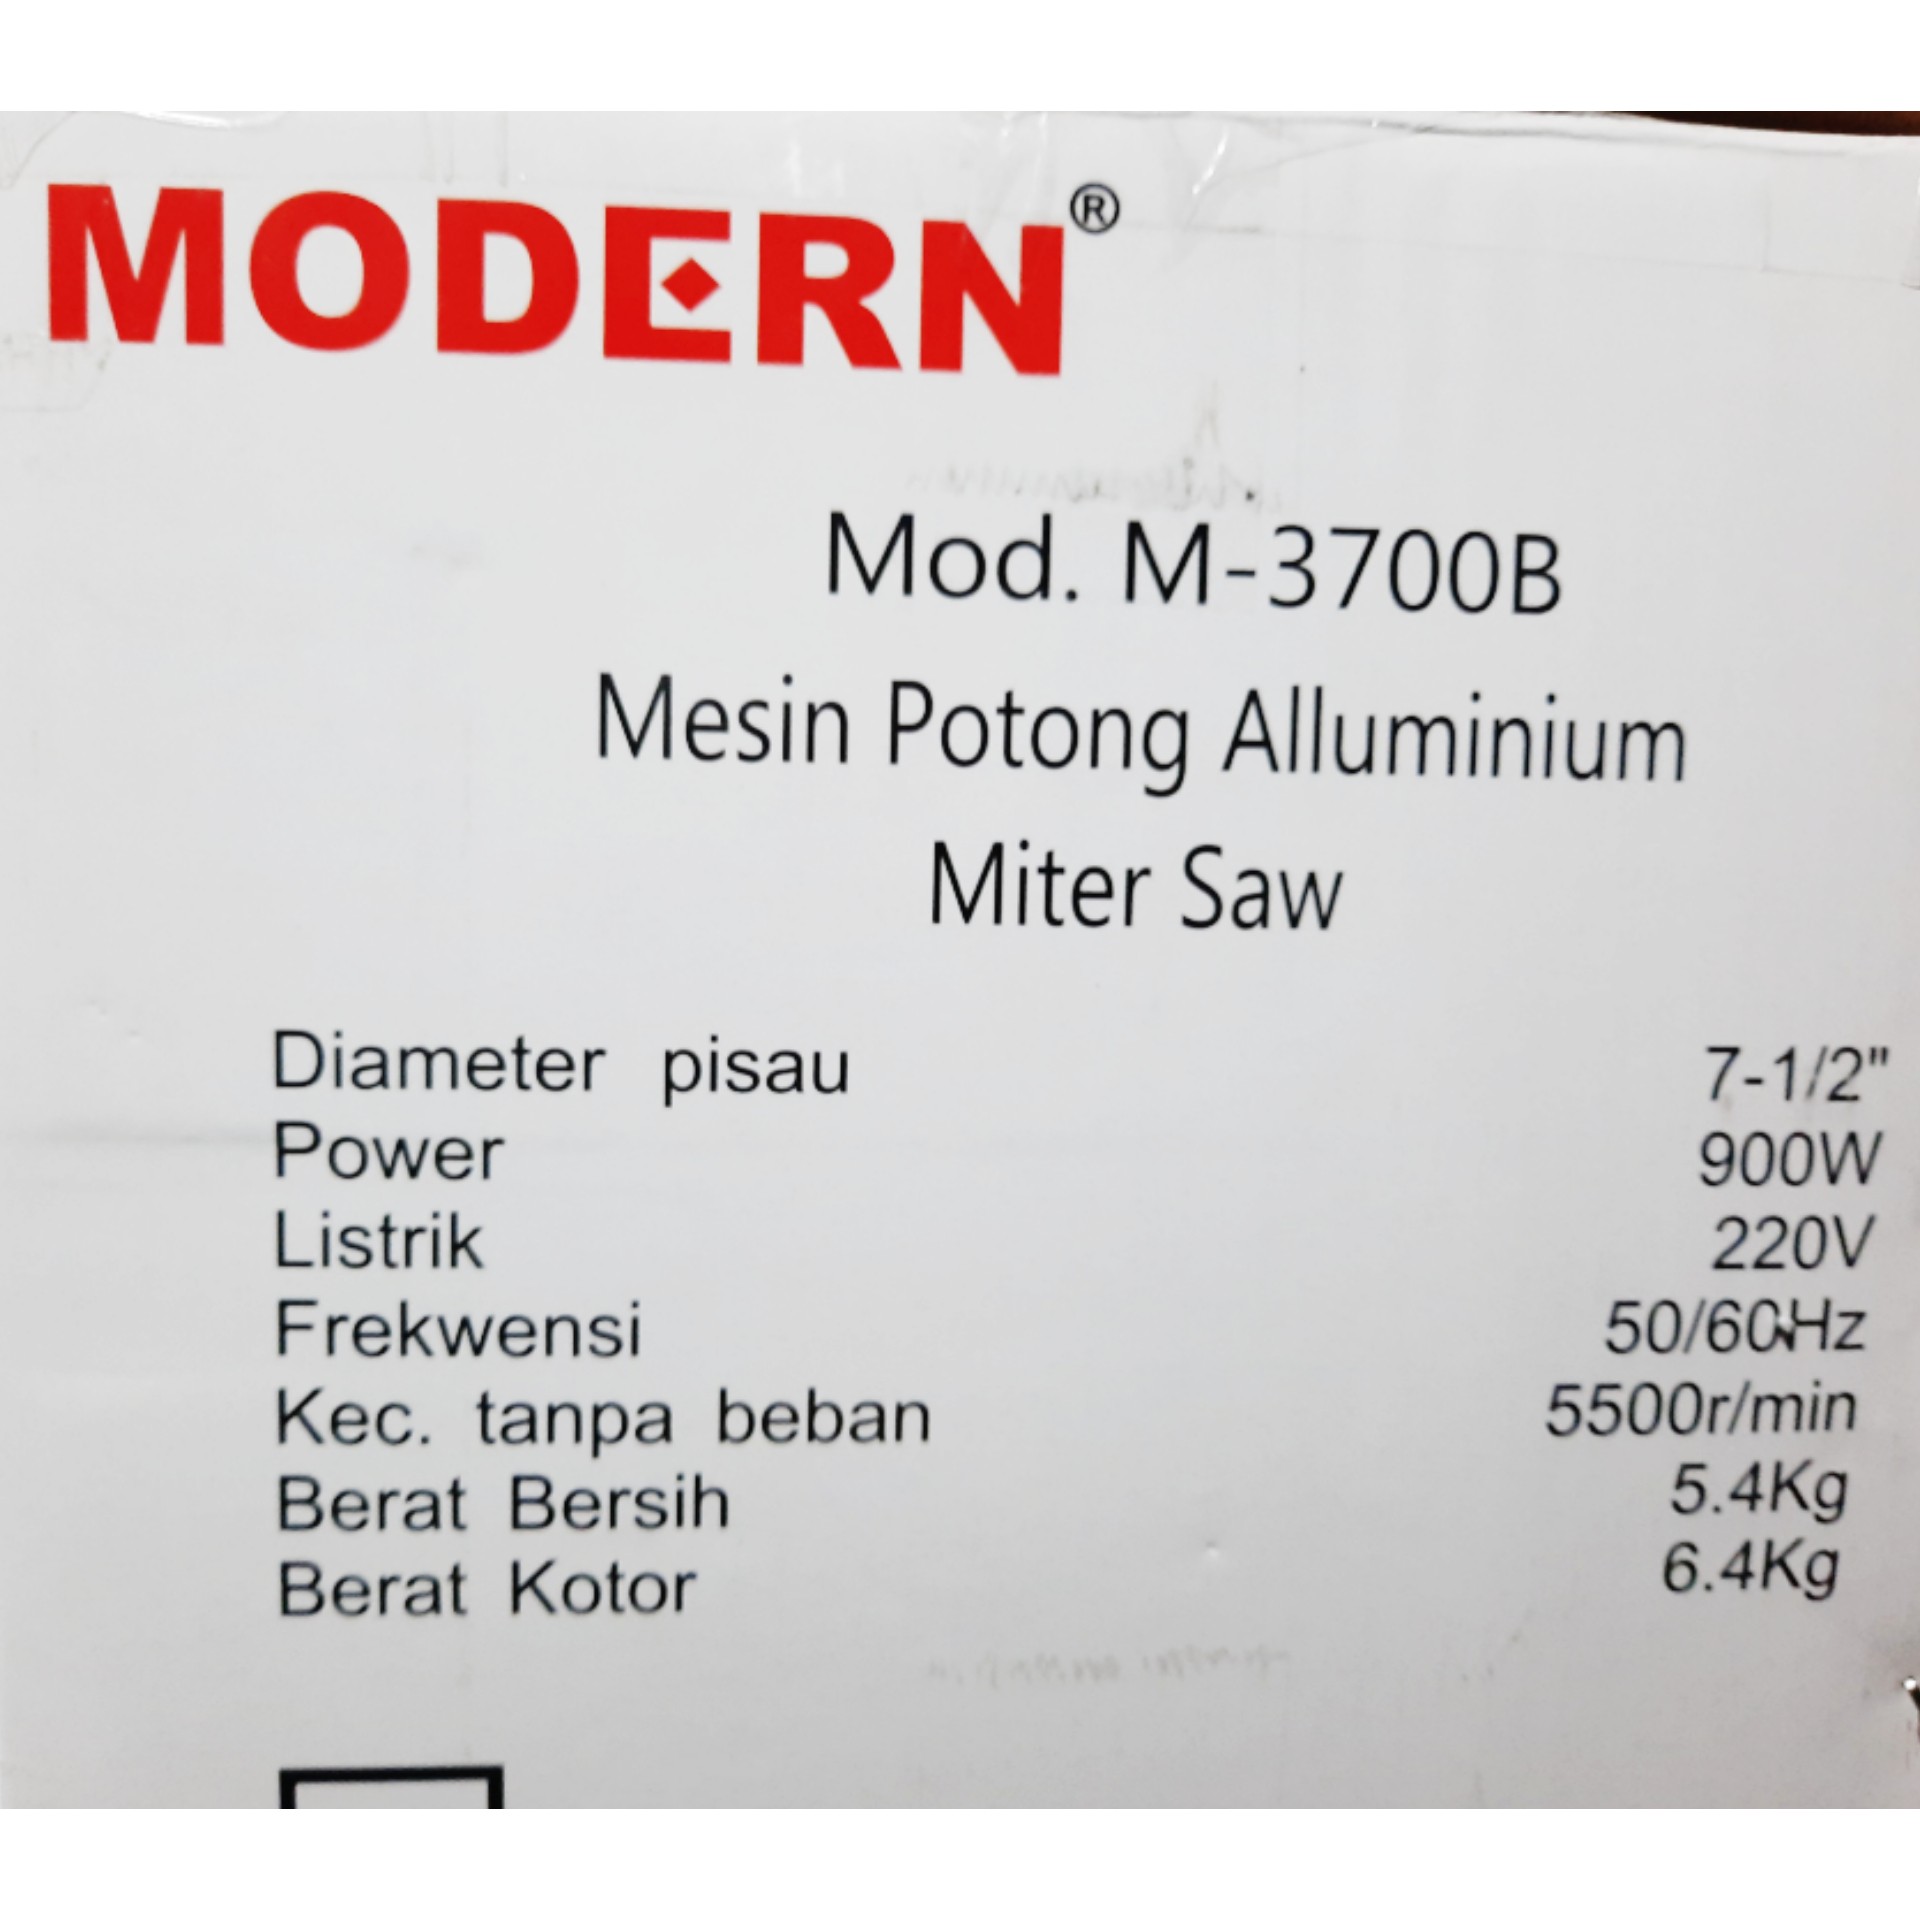 MODERN®
Mod. M-3700B
Mesin Potong Alluminium
Miter Saw
Diameter pisau 7-1/2"
Power 900W
Listrik 220V
Frekwensi 50/60Hz
Kec. tanpa beban 5500r/min
Berat Bersih 5.4Kg
Berat Kotor 6.4Kg